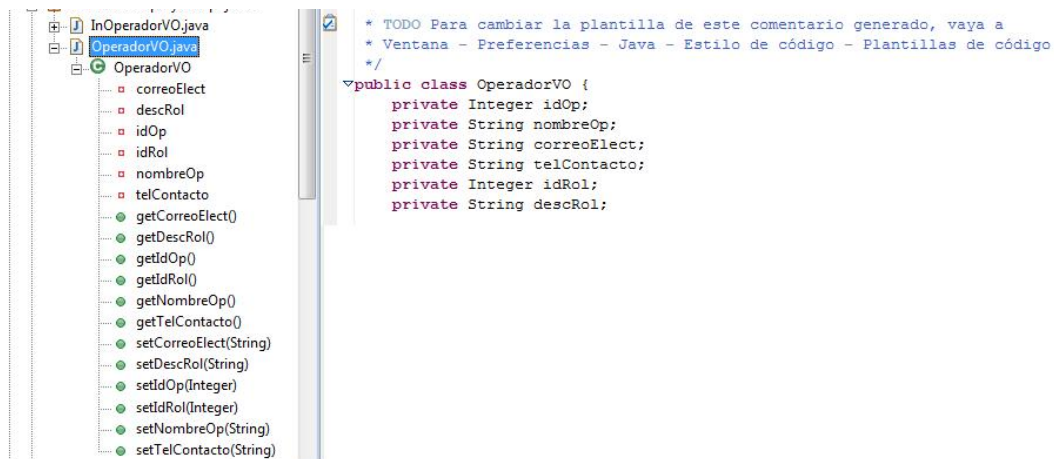 InOperadorVO.java
OperadorVO.java
OperadorVO
correoElect
descRol
idOp
idRol
nombreOp
telContacto
getCorreoElect()
getDescRol()
getIdOp()
getIdRol()
getNombreOp()
getTelContacto()
setCorreoElect(String)
setDescRol(String)
setIdOp(Integer)
setIdRol(Integer)
setNombreOp(String)
setTelContacto(String)
* TODO Para cambiar la plantilla de este comentario generado, vaya a
* Ventana - Preferencias - Java - Estilo de código - Plantillas de código
*/
public class OperadorVO {
private Integer idOp;
private String nombreOp;
private String correoElect;
private String telContacto;
private Integer idRol;
private String descRol;